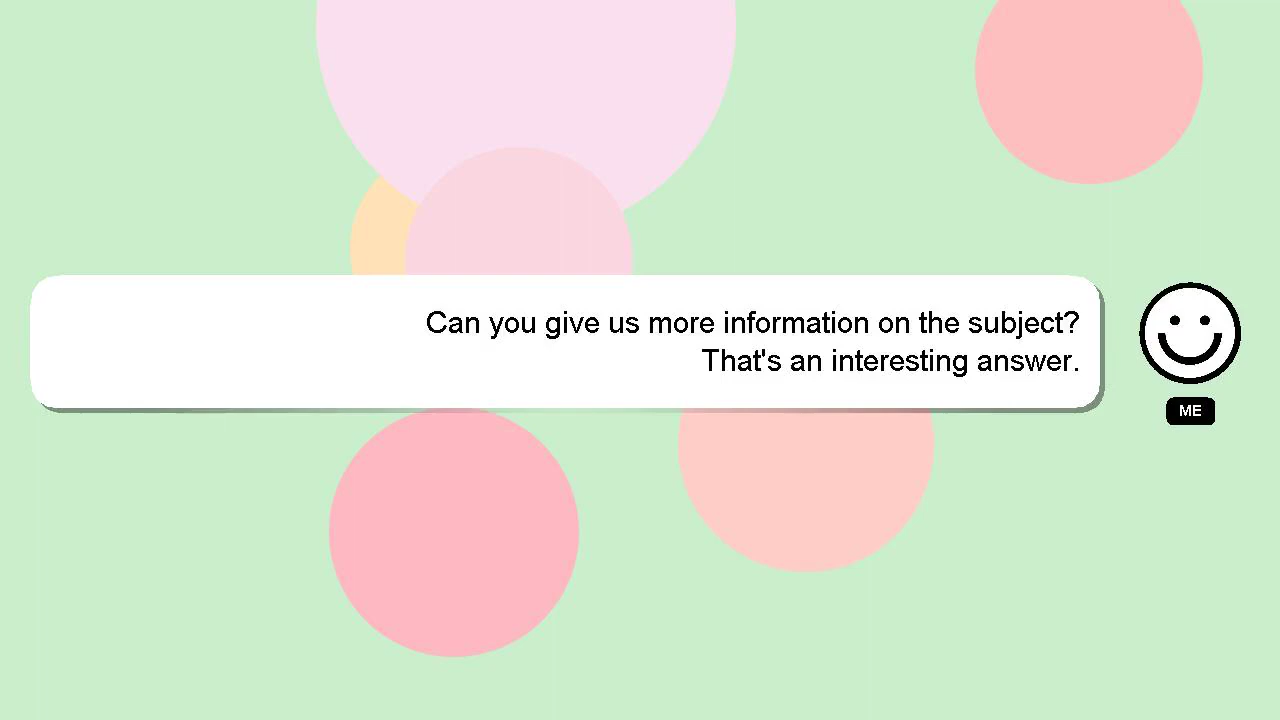 Can you give us more information on the subject?
That's an interesting answer.
ME